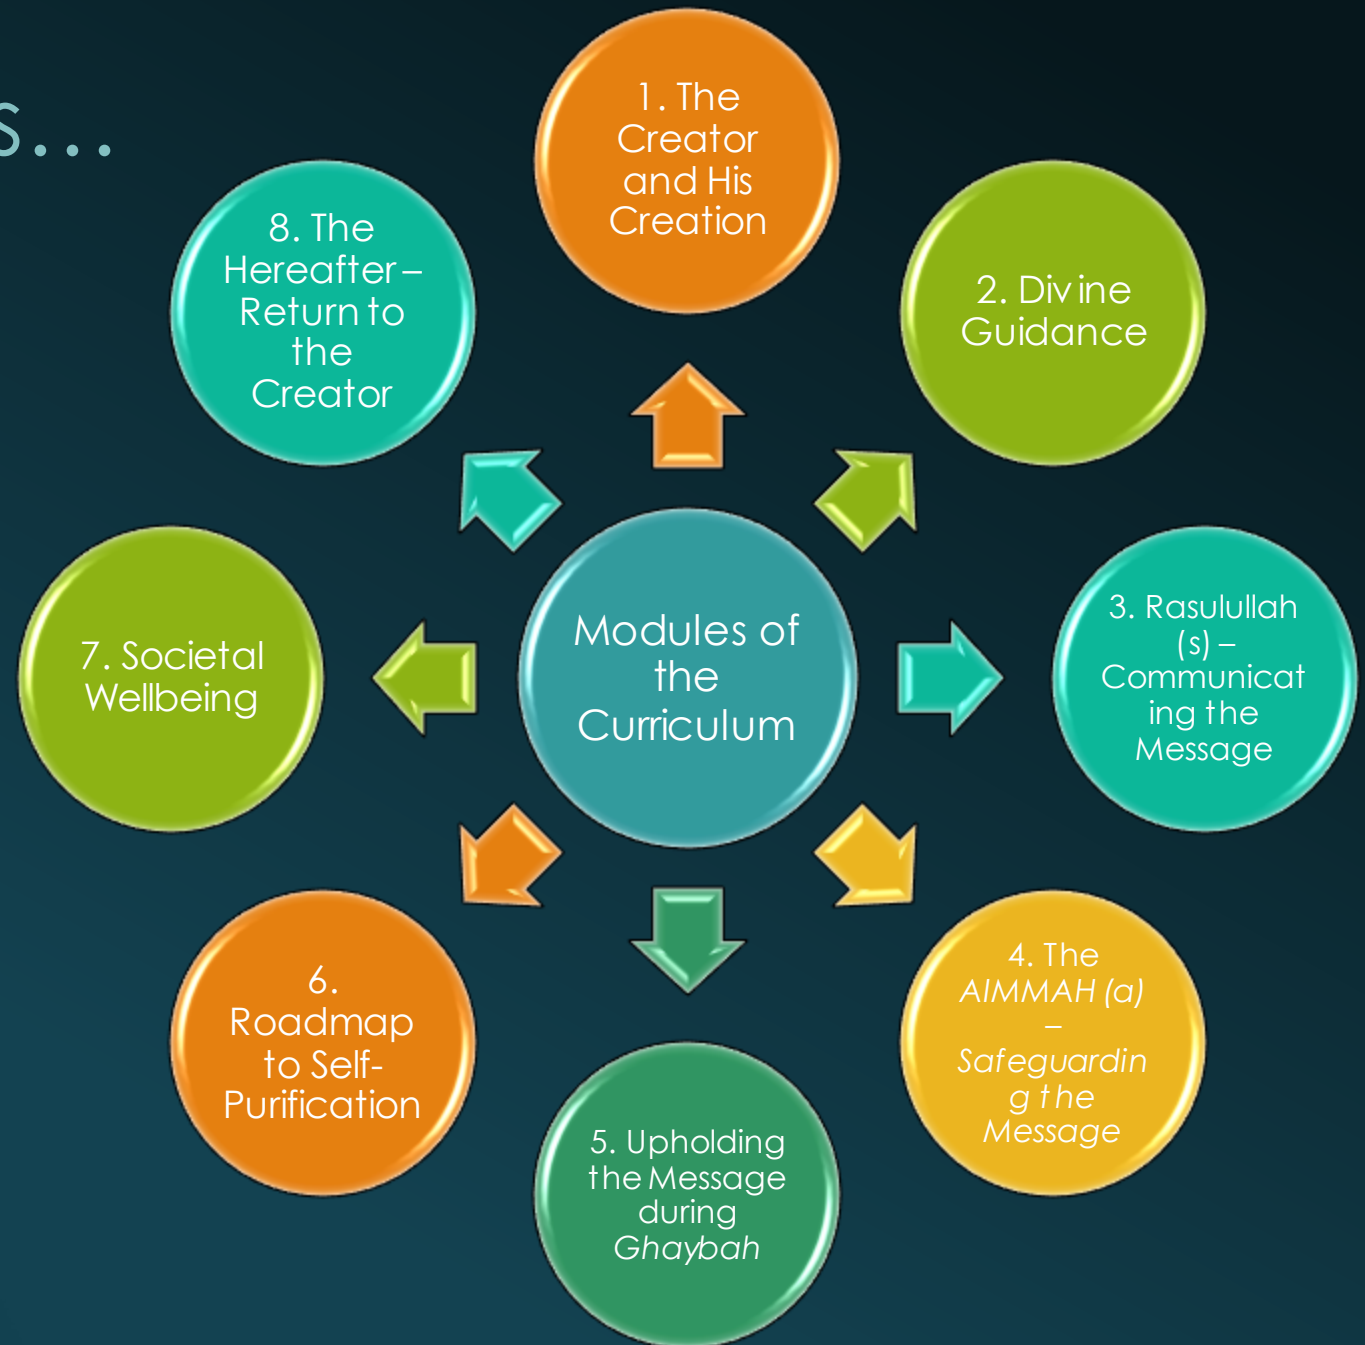 s…
1. The
Creator
and His
Creation
2. Divine
Guidance
3. Rasulullah
(s) –
Communicat
ing the
Message
4. The
AIMMAH (a)
–
Safeguardin
g the
Message
5. Upholding
the Message
during
Ghaybah
6.
Roadmap
to Self-
Purification
7. Societal
Wellbeing
8. The
Hereafter –
Return to
the
Creator
Modules of
the
Curriculum